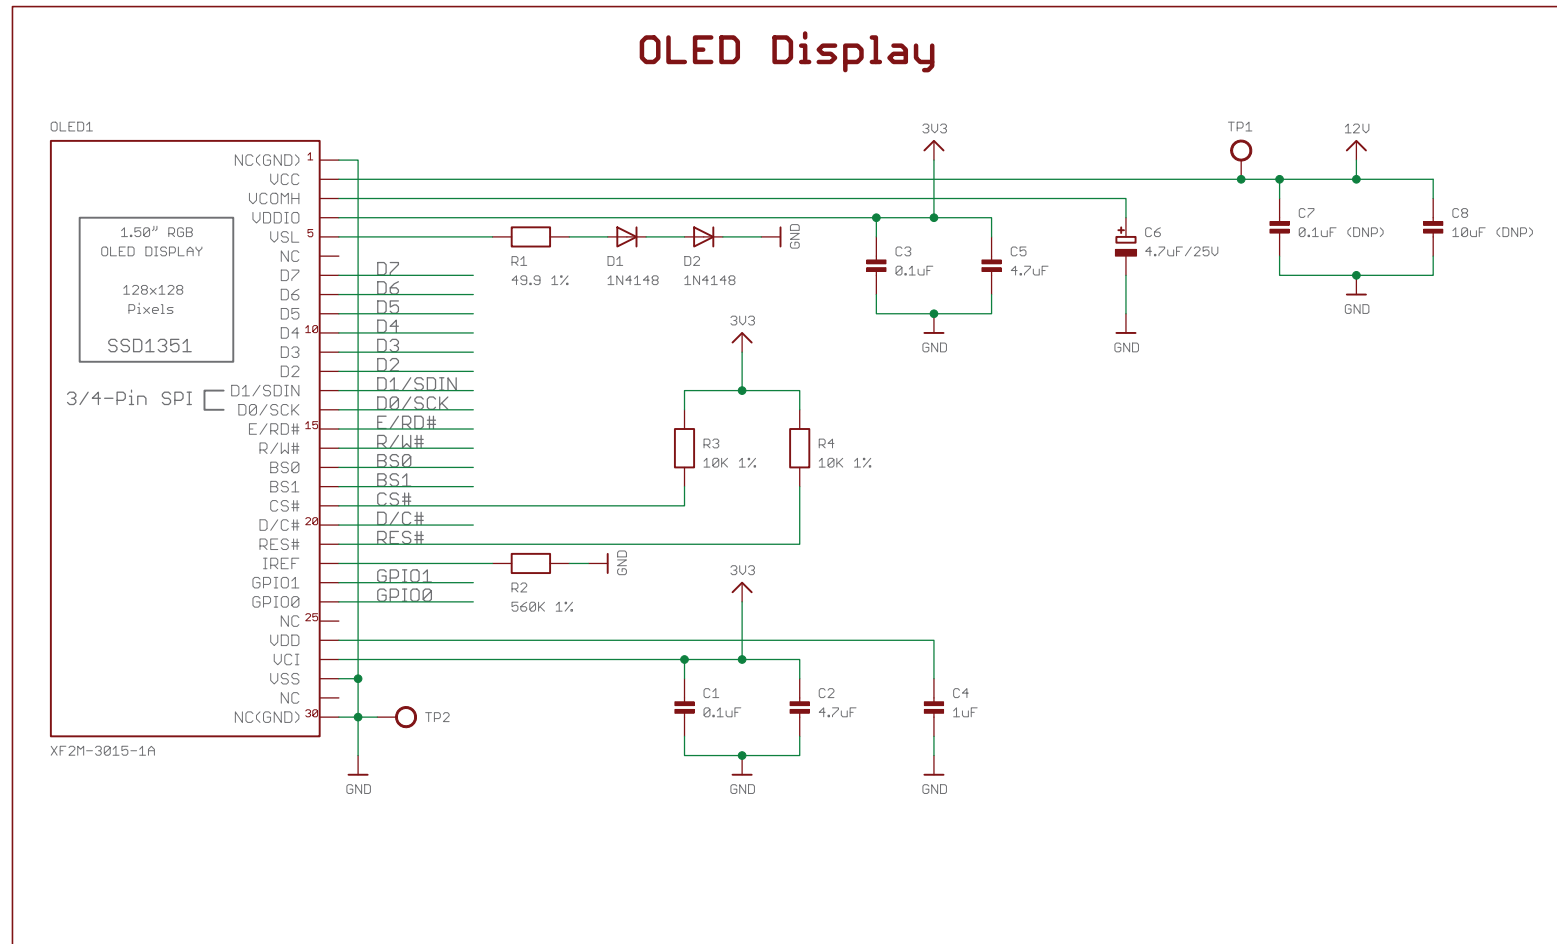 OLED Display
OLED1
NC(GND) 1
VCC
VCOMH
VDDIO
VSL 5
NC
D7 D7
D6 D6
D5 D5
D4 10 D4
D3 D3
D2 D2
D1/SDIN D1/SDIN
D0/SCK D0/SCK
E/RD# 15 E/RD#
R/W# R/W#
BS0 BS0
BS1 BS1
CS# CS#
D/C# 20 D/C#
RES# RES#
IREF
GPIO1 GPIO1
GPIO0 GPIO0
NC 25
VDD
VCI
VSS
NC
NC(GND) 30
1.50" RGB
OLED DISPLAY
128x128
Pixels
SSD1351
3/4-Pin SPI
XF2M-3015-1A
TP2
GND
R1
49.9 1%
D1
1N4148
D2
1N4148
GND
3V3
C3
0.1uF
C5
4.7uF
GND
C6
4.7uF/25V
GND
TP1
12V
C7
0.1uF (DNP)
C8
10uF (DNP)
GND
3V3
R3
10K 1%
R4
10K 1%
R2
560K 1%
GND
3V3
C1
0.1uF
C2
4.7uF
GND
C4
1uF
GND